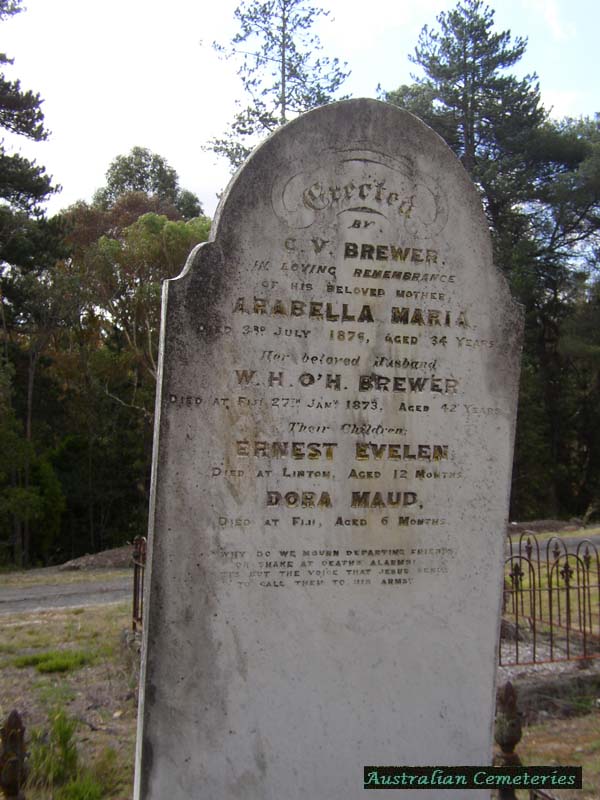 Erected
BY
C. V. BREWER.
IN LOVING REMEMBRANCE
OF HIS BELOVED MOTHER,
ARABELLA MARIA,
DIED 3RD JULY 1876, AGED 34 YEARS
Her beloved Husband
W. H. O'H. BREWER
DIED AT FIJI 27TH JANY 1873. AGED 42 YEARS
Their Children,
ERNEST EVELEN,
DIED AT LINTON, AGED 12 MONTHS.
DORA MAUD,
DIED AT FIJI, AGED 6 MONTHS.
WHY DO WE MOURN DEPARTING FRIENDS,
OR SHAKE AT DEATH'S ALARMS!
'TIS BUT THE VOICE THAT JESUS SENDS
TO CALL THEM TO HIS ARMS.
Australian Cemeteries